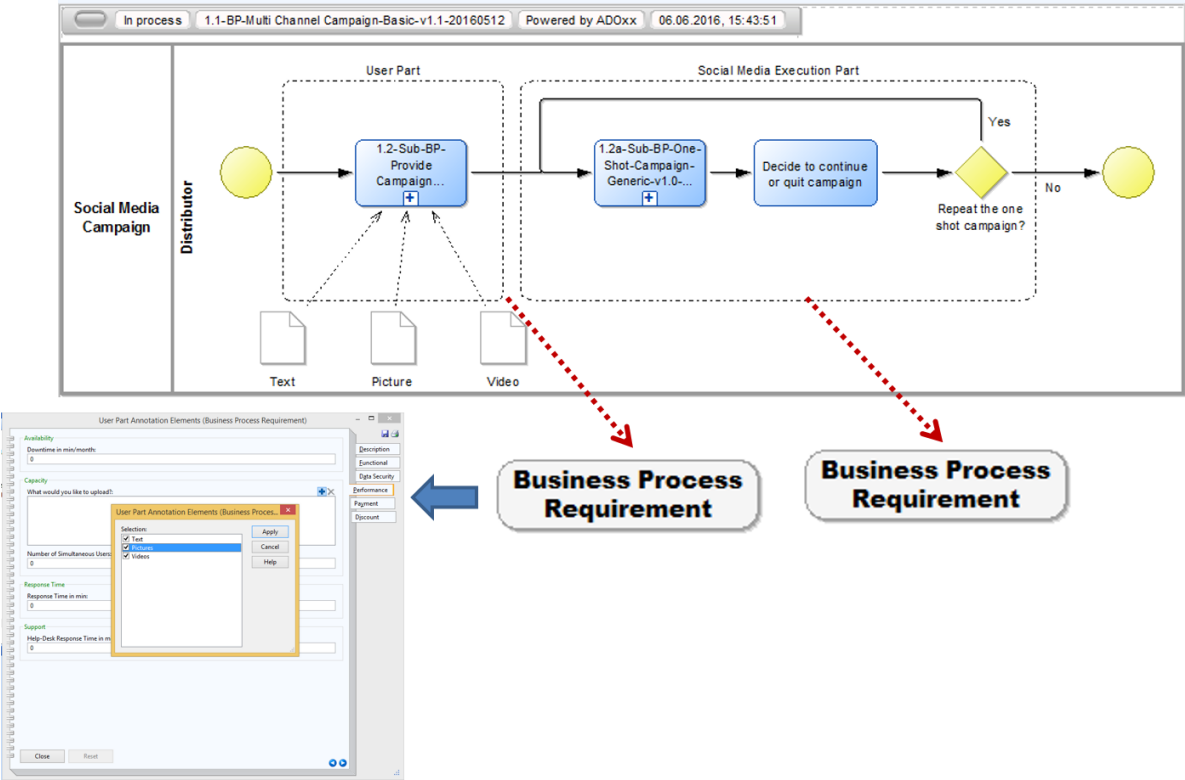 In process
1.1-BP-Multi Channel Campaign-Basic-v1.1-20160512
Powered by ADOxx
06.06.2016, 15:43:51
Social Media
Campaign
Distributor
User Part
Social Media Execution Part
1.2-Sub-BP-
Provide
Campaign...
1.2a-Sub-BP-One-
Shot-Campaign-
Generic-v1.0-...
Decide to continue
or quit campaign
Yes
No
Repeat the one
shot campaign?
Text
Picture
Video
Business Process
Requirement
Business Process
Requirement
User Part Annotation Elements (Business Process Requirement)
Availability
Downtime in min/month:
0
Capacity
What would you like to upload?:
Number of Simultaneous Users:
0
Response Time
Response Time in min:
0
Support
Help-Desk Response Time in m
0
Close
Reset
Description
Functional
Data Security
Performance
Payment
Discount
User Part Annotation Elements (Business Proces...
Selection:
Text
Pictures
Videos
Apply
Cancel
Help